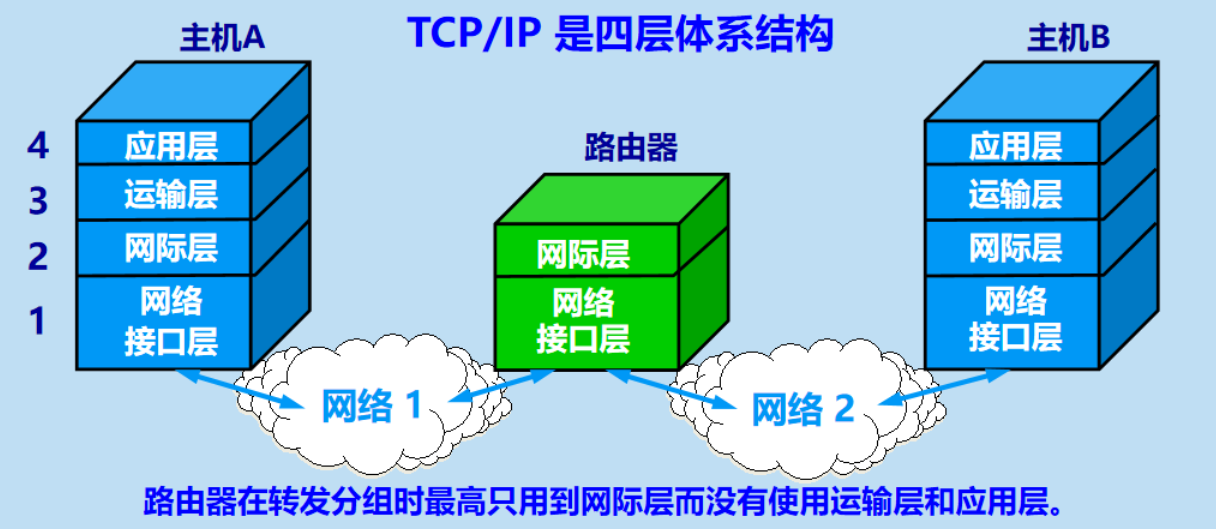 TCP/IP 是四层体系结构
主机A
主机B
路由器
4
应用层
3
运输层
2
网际层
1
网络
接口层
网际层
网络
接口层
应用层
运输层
网际层
网络
接口层
网络 1
网络 2
路由器在转发分组时最高只用到网际层而没有使用运输层和应用层。